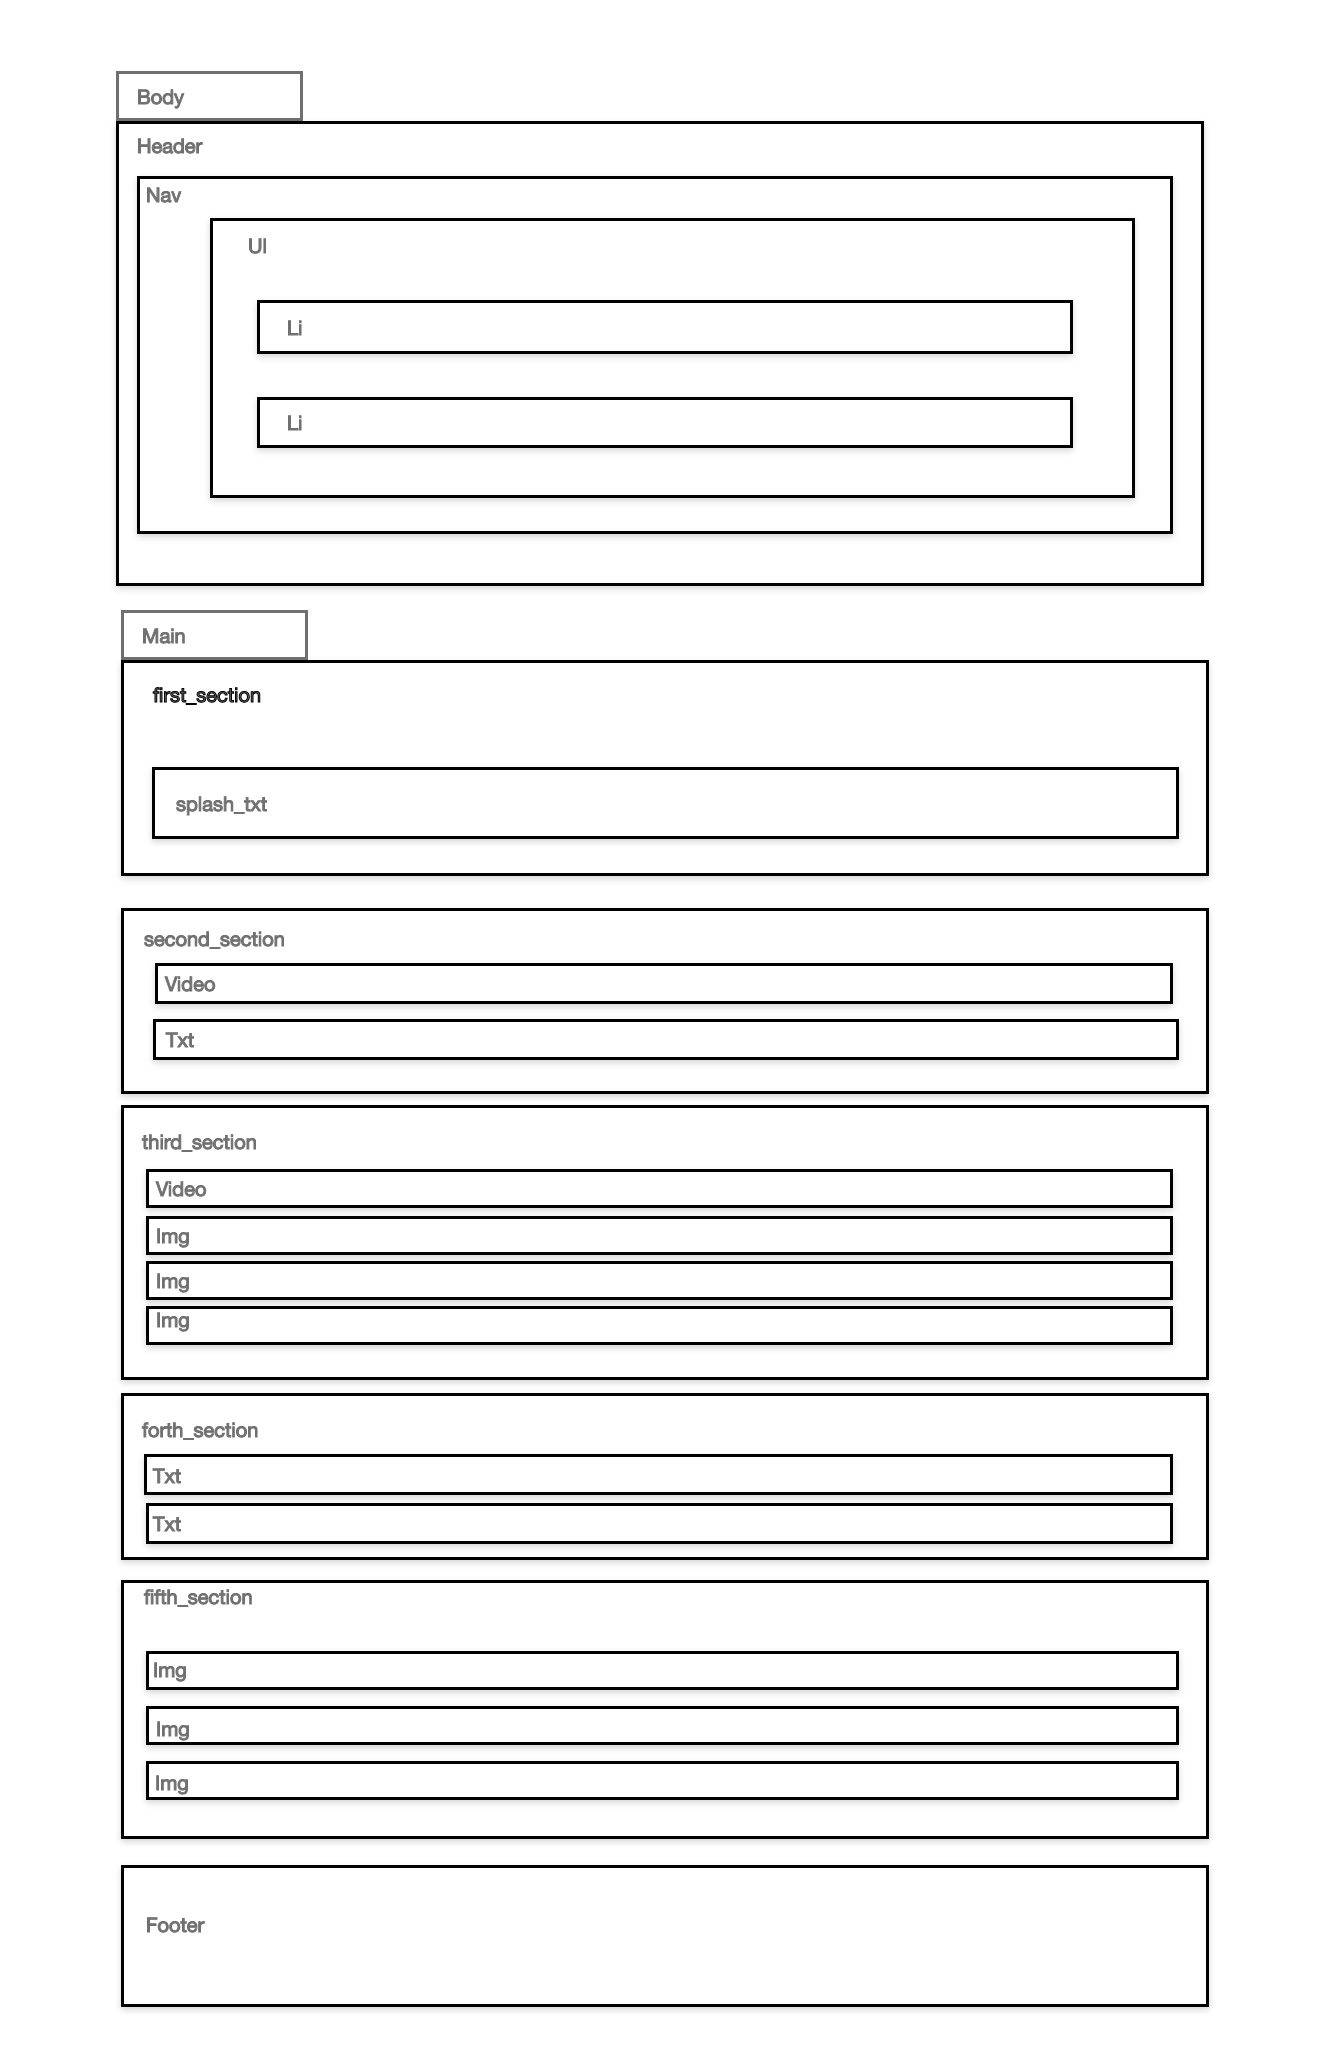 Body
Header
Nav
Ul
Li
Li
Main
first_section
splash_txt
second_section
Video
Txt
third_section
Video
Img
Img
Img
forth_section
Txt
Txt
fifth_section
Img
Img
Img
Footer